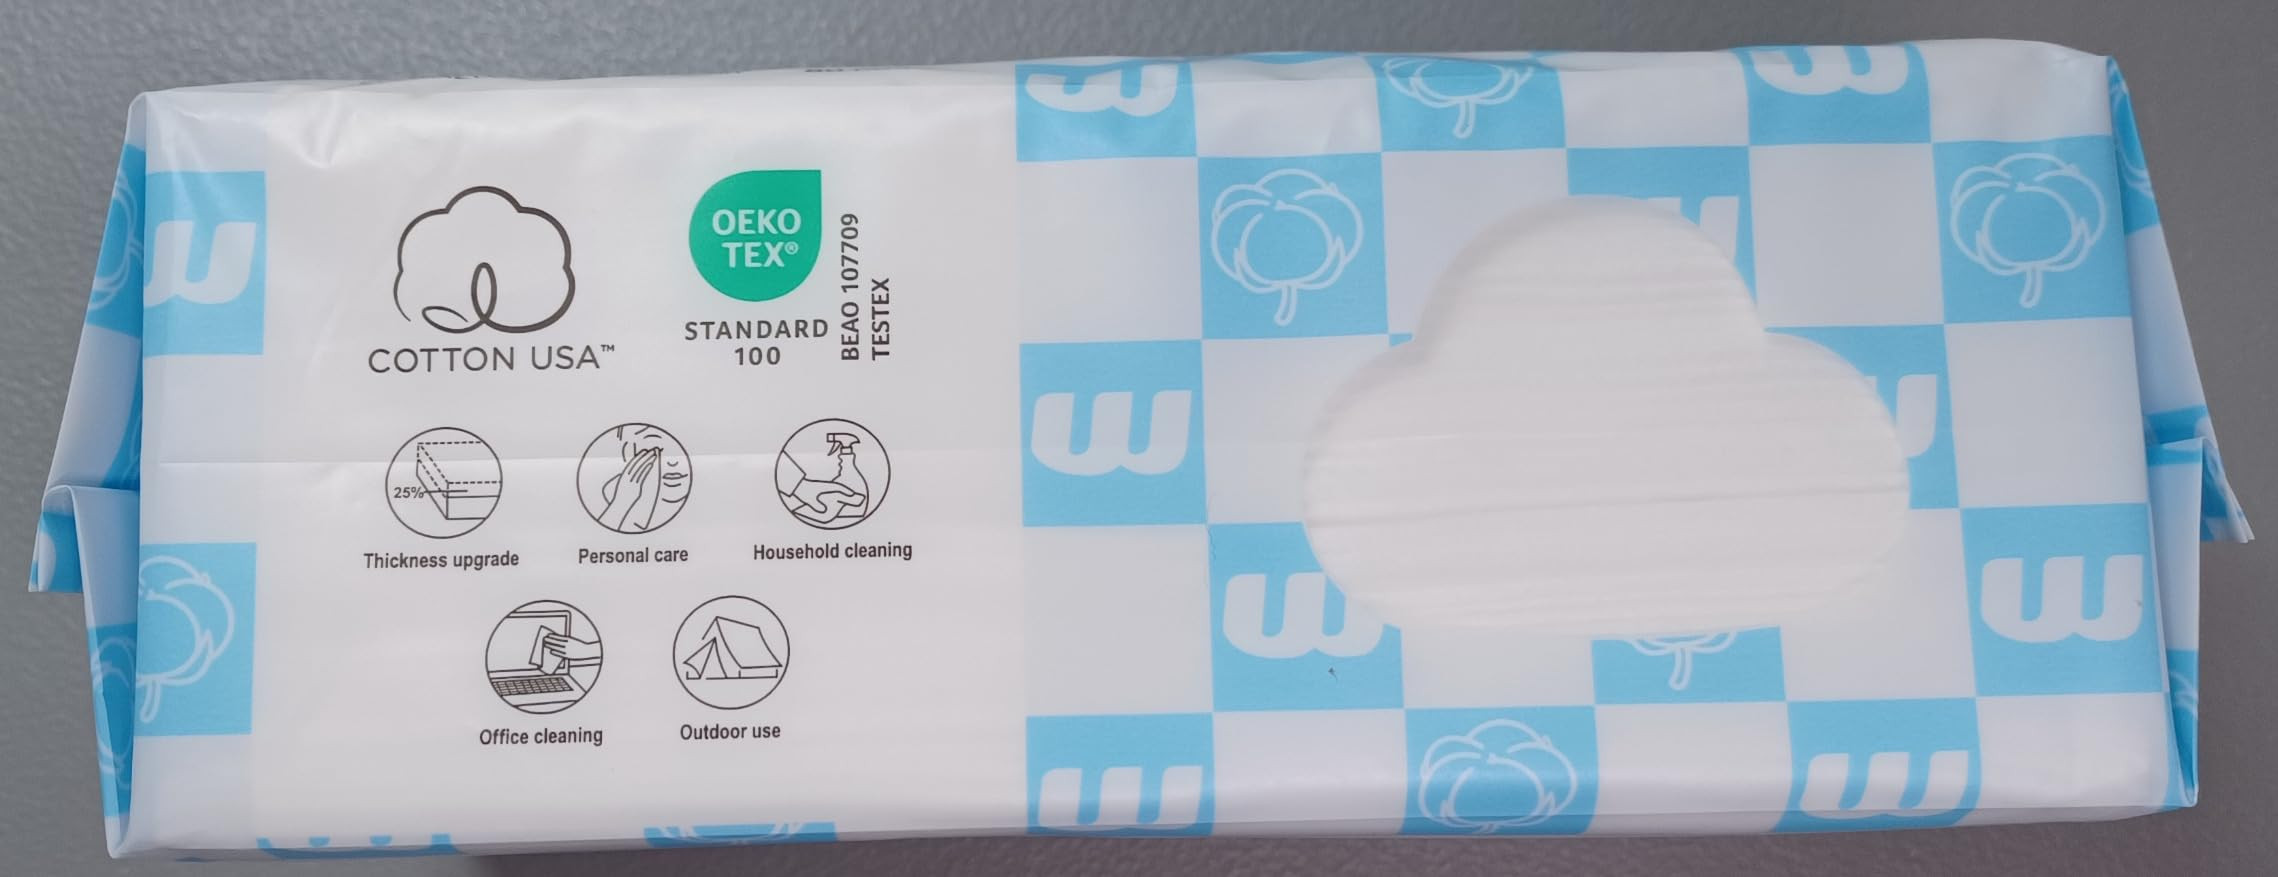 COTTON USA™
OEKO
TEX®
STANDARD
100
BEAO 107709
TESTEX
25%
Thickness upgrade
Personal care
Household cleaning
Office cleaning
Outdoor use